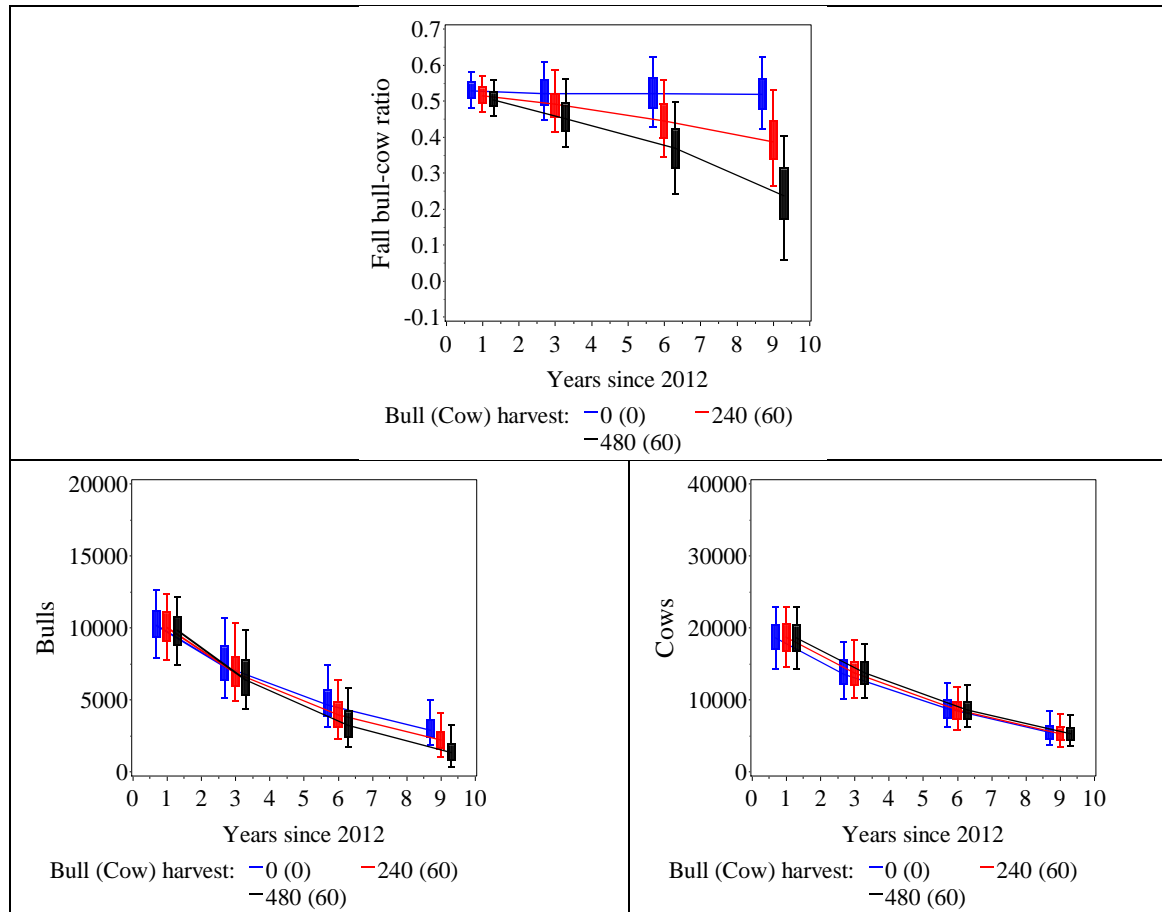 Fall bull-cow ratio
0.7
0.6
0.5
0.4
0.3
0.2
0.1
0.0
-0.1
0 1 2 3 4 5 6 7 8 9 10
Years since 2012
Bull (Cow) harvest: 0 (0) 240 (60)
480 (60)
Bulls
20000
15000
10000
5000
0
0 1 2 3 4 5 6 7 8 9 10
Years since 2012
Bull (Cow) harvest: 0 (0) 240 (60)
480 (60)
Cows
40000
30000
20000
10000
0
0 1 2 3 4 5 6 7 8 9 10
Years since 2012
Bull (Cow) harvest: 0 (0) 240 (60)
480 (60)